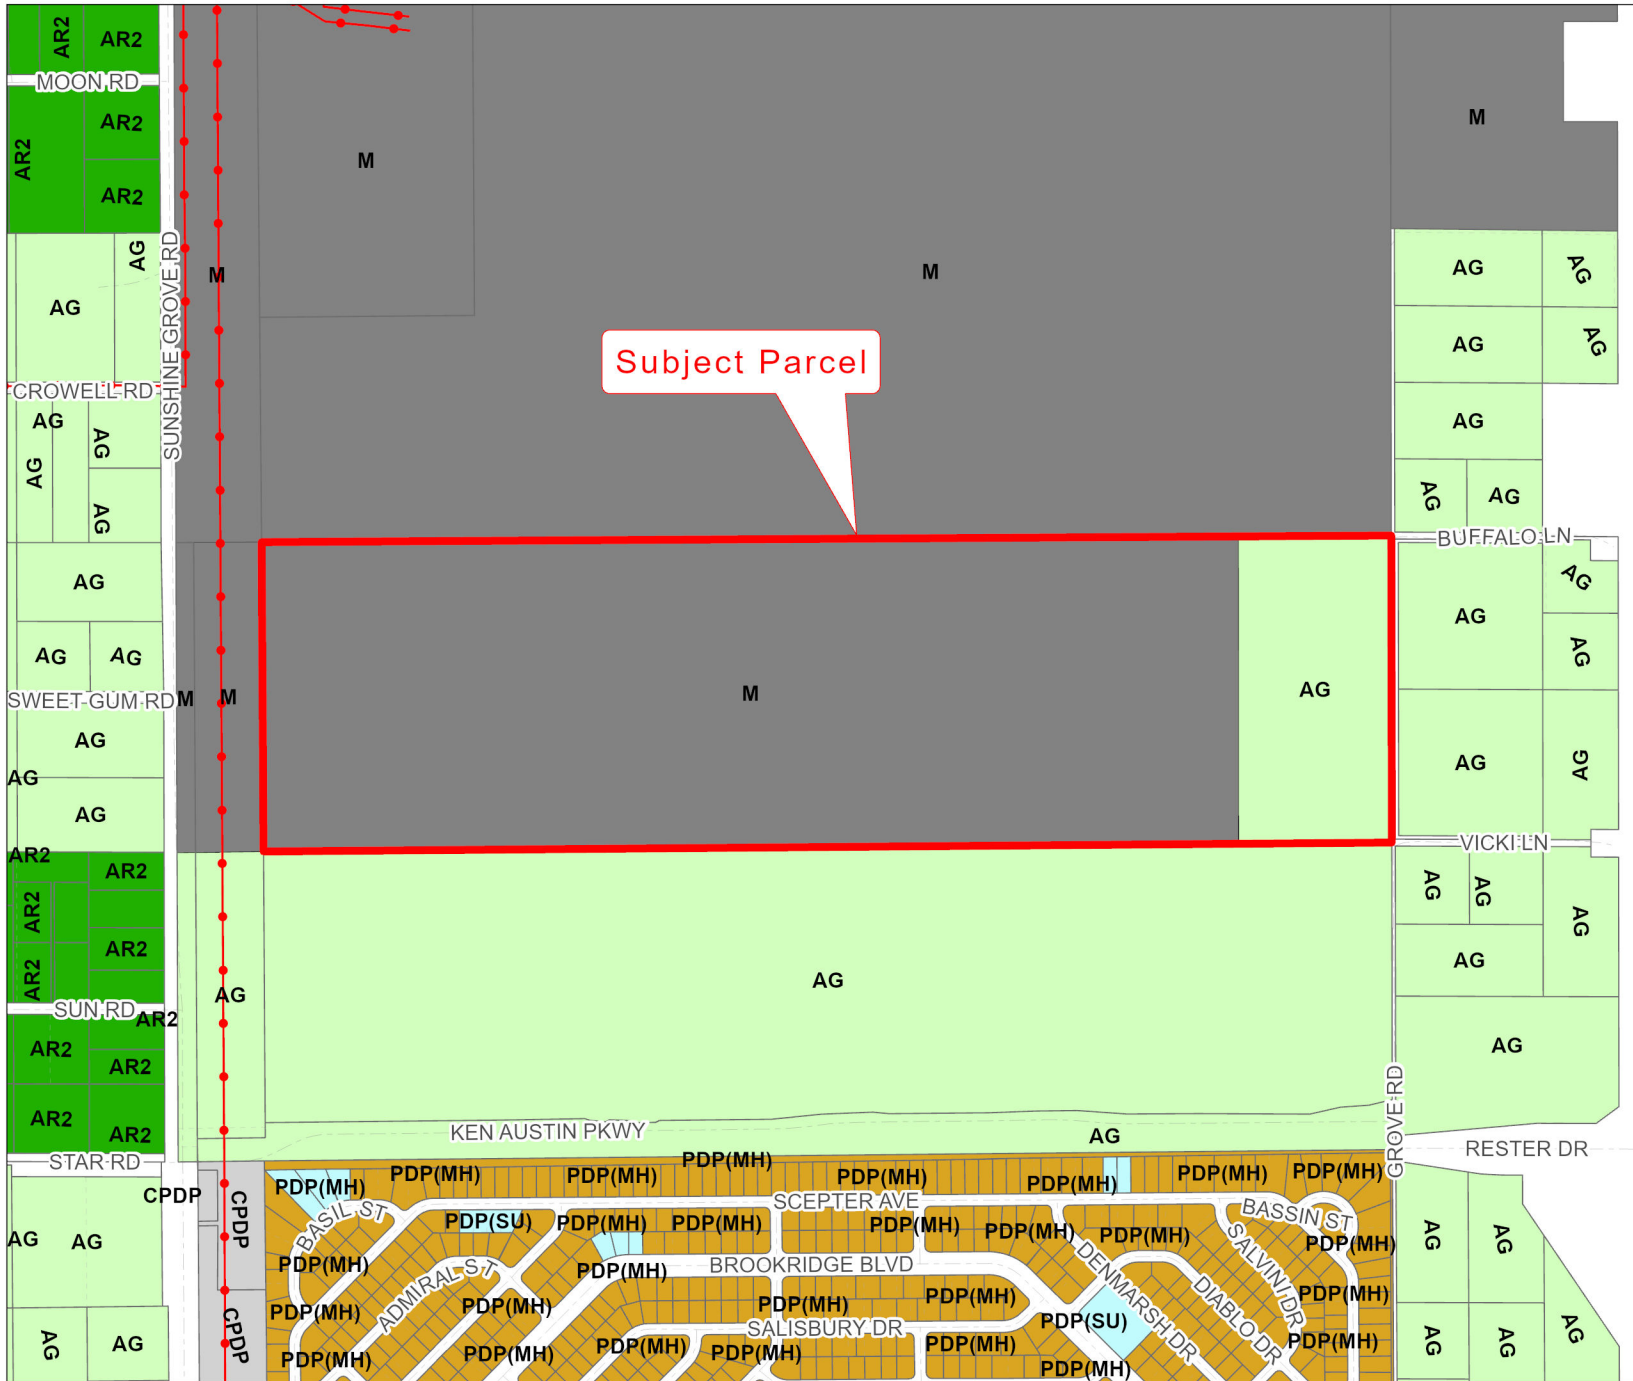 AR2
AR2
MOON RD
AR2
AR2
AR2
M
M
M
M
AG
AG
SUNSHINE GROVE RD
AG
AG
AG
AG
AG
Subject Parcel
CROWELL RD
AG
AG
AG
AG
AG
AG
AG
BUFFALO LN
AG
AG
AG
AG
AG
AG
SWEET GUM RD
M
M
M
AG
AG
AG
AG
AG
AG
AG
VICKI LN
AR2
AR2
AR2
AR2
AR2
AG
AG
AG
AG
AG
AG
SUN RD
AR2
AR2
AR2
AR2
AR2
AG
GROVE RD
KEN AUSTIN PKWY
AG
RESTER DR
STAR RD
PDP(MH)
PDP(MH)
PDP(MH)
PDP(MH)
PDP(MH)
PDP(MH)
PDP(MH)
PDP(MH)
CPDP
CPDP
SCEPTER AVE
BASIL ST
PDP(SU)
PDP(MH)
PDP(MH)
PDP(MH)
PDP(MH)
PDP(MH)
BASSIN ST
SALVINI DR
PDP(MH)
AG
AG
AG
AG
PDP(MH)
ADMIRAL ST
PDP(MH)
BROOKRIDGE BLVD
DENMARSH DR
DIABLO DR
PDP(MH)
PDP(MH)
PDP(MH)
PDP(MH)
PDP(MH)
PDP(SU)
SALISBURY DR
CPDP
AG
AG
PDP(MH)
PDP(MH)
PDP(MH)
PDP(MH)
PDP(MH)
PDP(MH)
PDP(MH)
AG
AG
AG